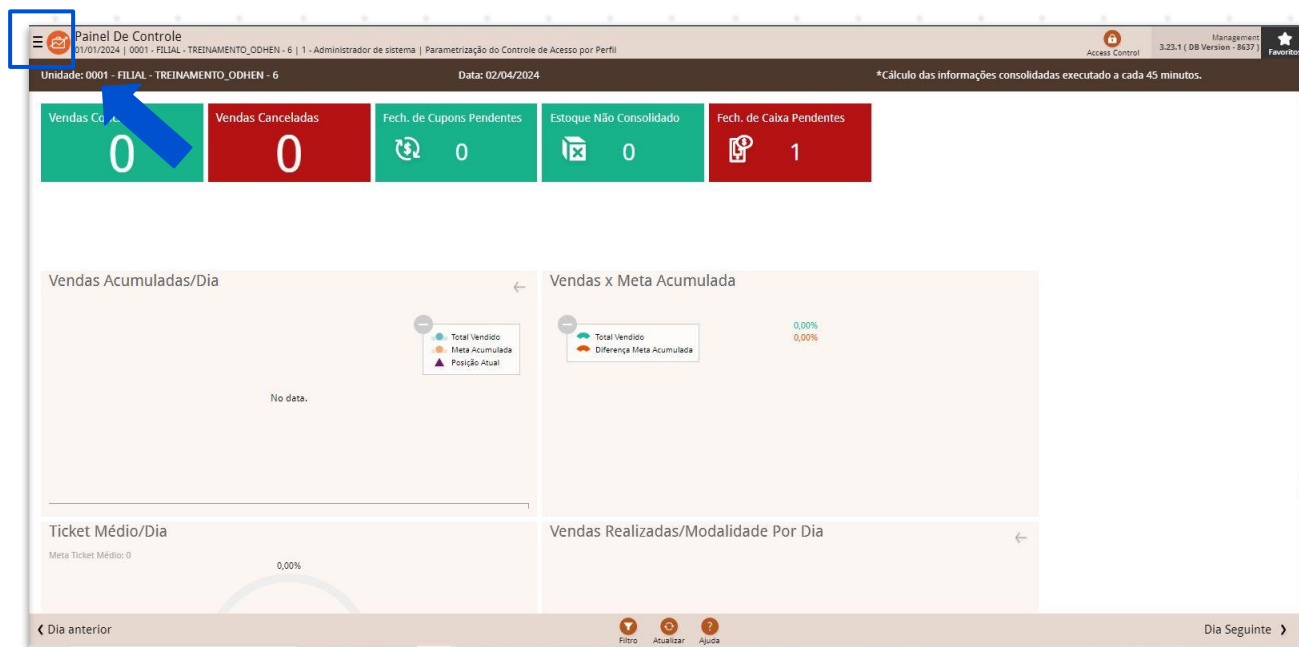 Painel De Controle
01/01/2024 | 0001 - FILIAL - TREINAMENTO_ODHEN - 6 | 1 - Administrador de sistema | Parametrização do Controle de Acesso por Perfil
Access Control
Management
3.23.1 ( DB Version - 8637 )
Favoritos
Unidade: 0001 - FILIAL - TREINAMENTO_ODHEN - 6
Data: 02/04/2024
*Cálculo das informações consolidadas executado a cada 45 minutos.
Vendas
0
Vendas Canceladas
0
Fech. de Cupons Pendentes
0
Estoque Não Consolidado
0
Fech. de Caixa Pendentes
1
Vendas Acumuladas/Dia
Total Vendido
Meta Acumulada
Posição Atual
No data.
Vendas x Meta Acumulada
Total Vendido
Diferença Meta Acumulada
0,00%
0,00%
Ticket Médio/Dia
Meta Ticket Médio: 0
0,00%
Vendas Realizadas/Modalidade Por Dia
Dia anterior
Filtro
Atualizar
Ajuda
Dia Seguinte